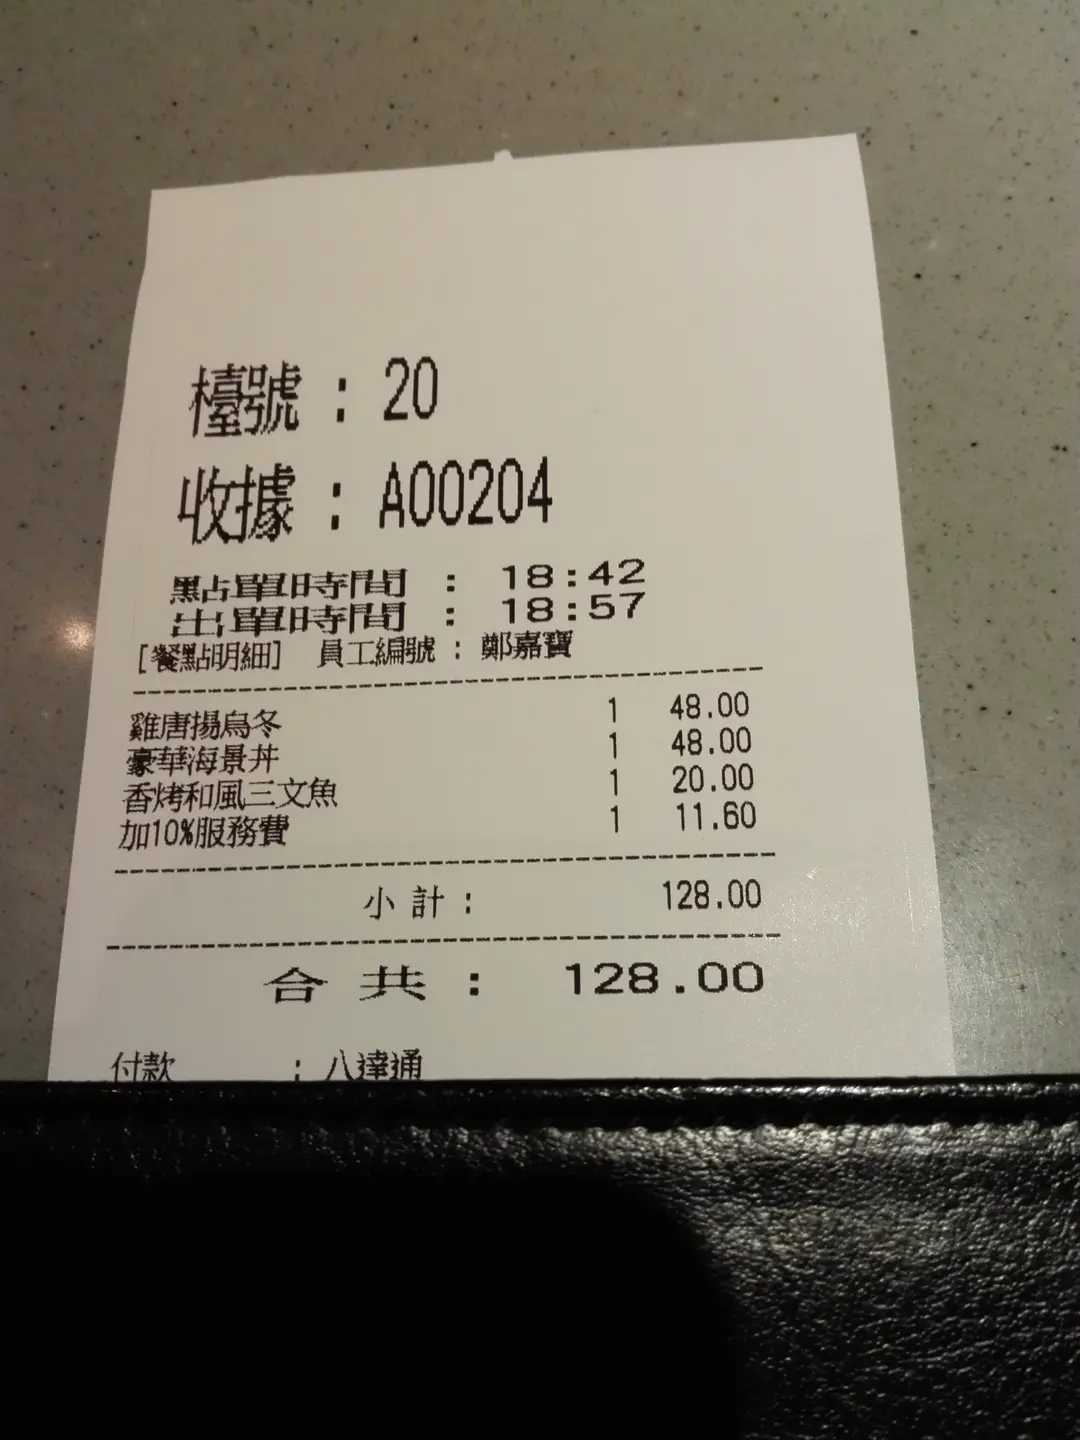 檯號 : 20
收據 : A00204
點單時間 : 18:42
出單時間 : 18:57
[餐點明細] 員工編號 : 鄭嘉寶
雞唐揚烏冬 1 48.00
豪華海景丼 1 48.00
香烤和風三文魚 1 20.00
加10%服務費 1 11.60
小計 : 128.00
合共 : 128.00
付款 : 八達通